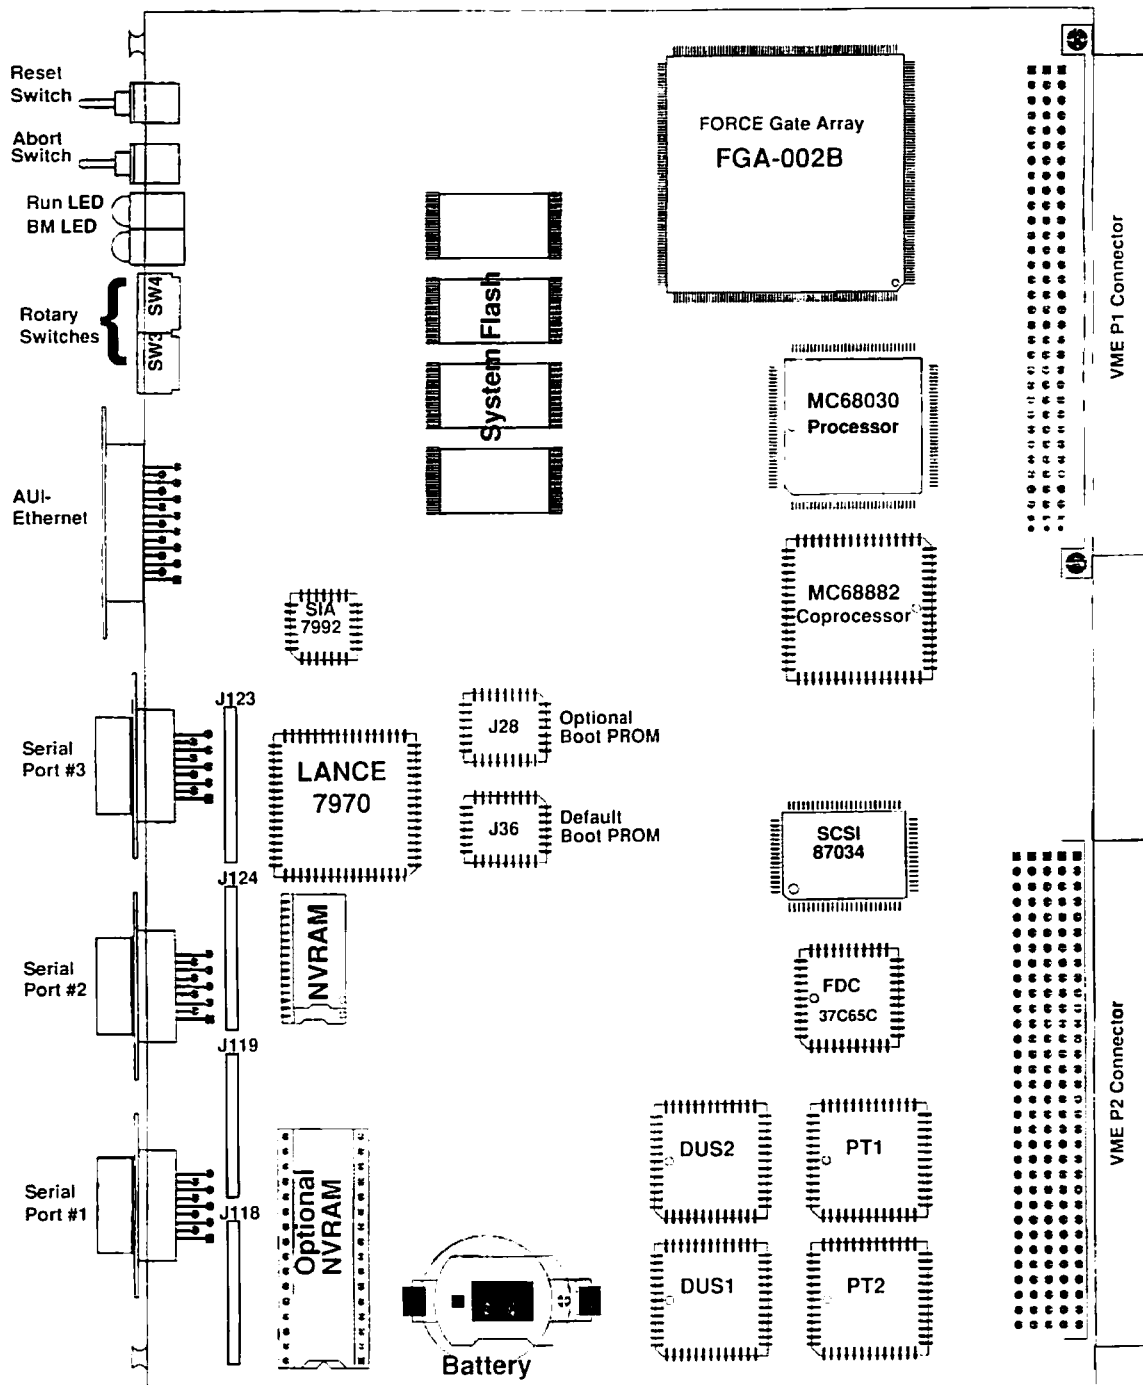 Reset
Switch
Abort
Switch
Run LED
BM LED
Rotary
Switches
SW4
SW3
AUI-
Ethernet
FORCE Gate Array
FGA-002B
System Flash
MC68030
Processor
MC68882
Coprocessor
VME P1 Connector
SIA
7992
J123
Serial
Port #3
LANCE
7970
J28
Optional
Boot PROM
J36
Default
Boot PROM
SCSI
87034
J124
NVRAM
Serial
Port #2
FDC
37C65C
J119
VME P2 Connector
DUS2
PT1
Serial
Port #1
J118
Optional
NVRAM
DUS1
PT2
Battery